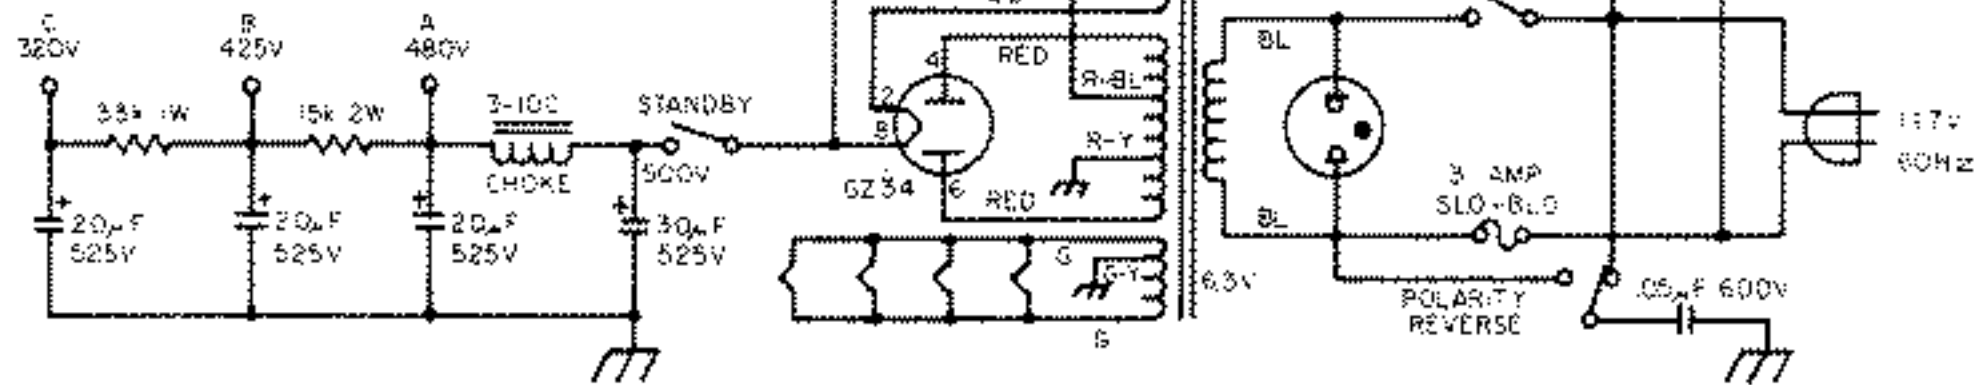 C
320V
B
425V
A
480V
1W
15k 2W
3-10C
CHOKE
STANDBY
500V
20µF
525V
20µF
525V
20µF
525V
30µF
525V
4
2
8
6
GZ34
RED
RED
R-BL
R-Y
G
G-Y
G
6.3V
BL
BL
3 AMP
SLO-BLO
POLARITY
REVERSE
.05µF 600V
117V
60Hz